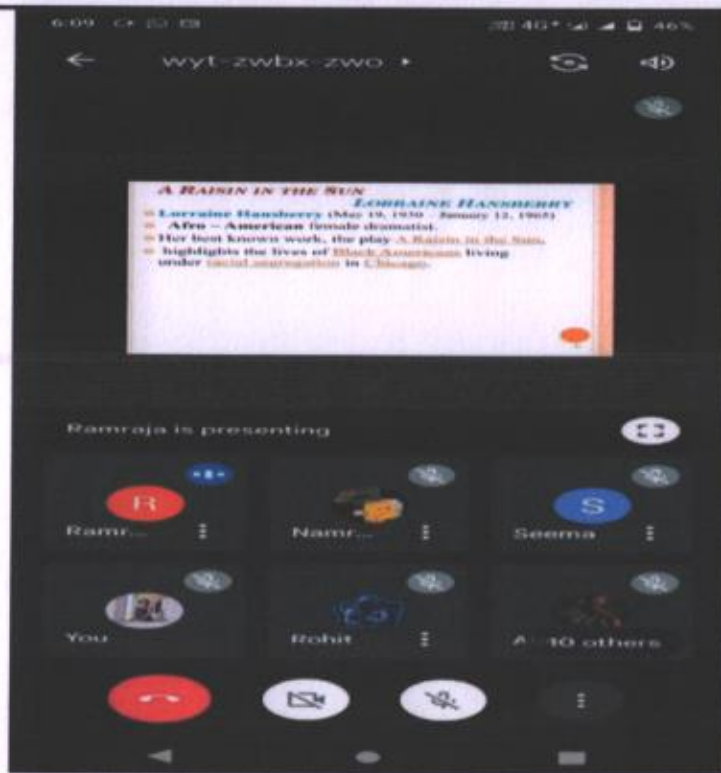 6:09 4G+ 46%
wyt-zwbx-zwo
A RAISIN IN THE SUN
LORRAINE HANSBERRY
Lorraine Hansberry (May 19, 1930 – January 12, 1965)
Afro – American female dramatist.
Her best known work, the play A Raisin in the Sun,
highlights the lives of Black Americans living
under racial segregation in Chicago.
Ramraja is presenting
R S
Ramr... Namr... Seema
You Rohit 10 others